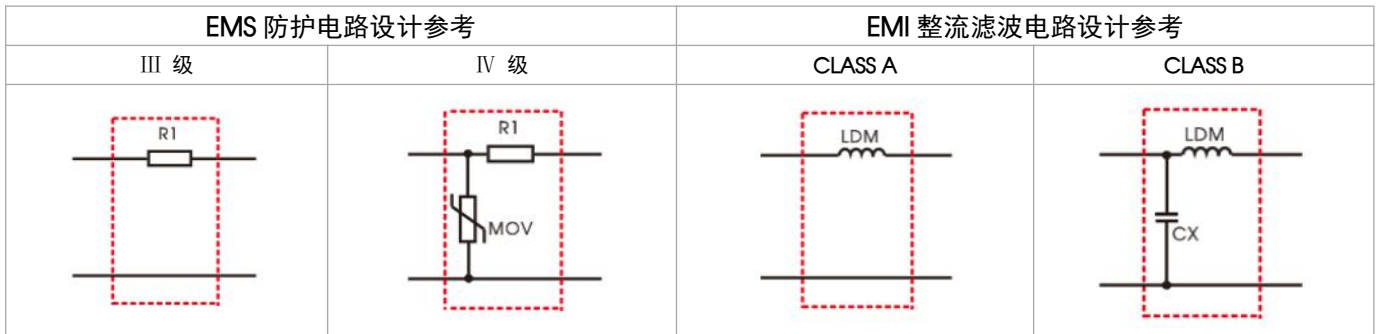 EMS 防护电路设计参考
EMI 整流滤波电路设计参考
III 级
IV 级
CLASS A
CLASS B
R1
R1
MOV
LDM
LDM
CX